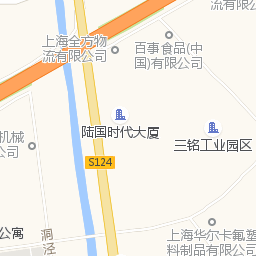 有限公司
上海全方物
流有限公司
百事食品(中
国)有限公司
陆国时代大厦
三铭工业园区
机械
公司
S124
公寓
洞
泾
上海华尔卡氟塑
料制品有限公司